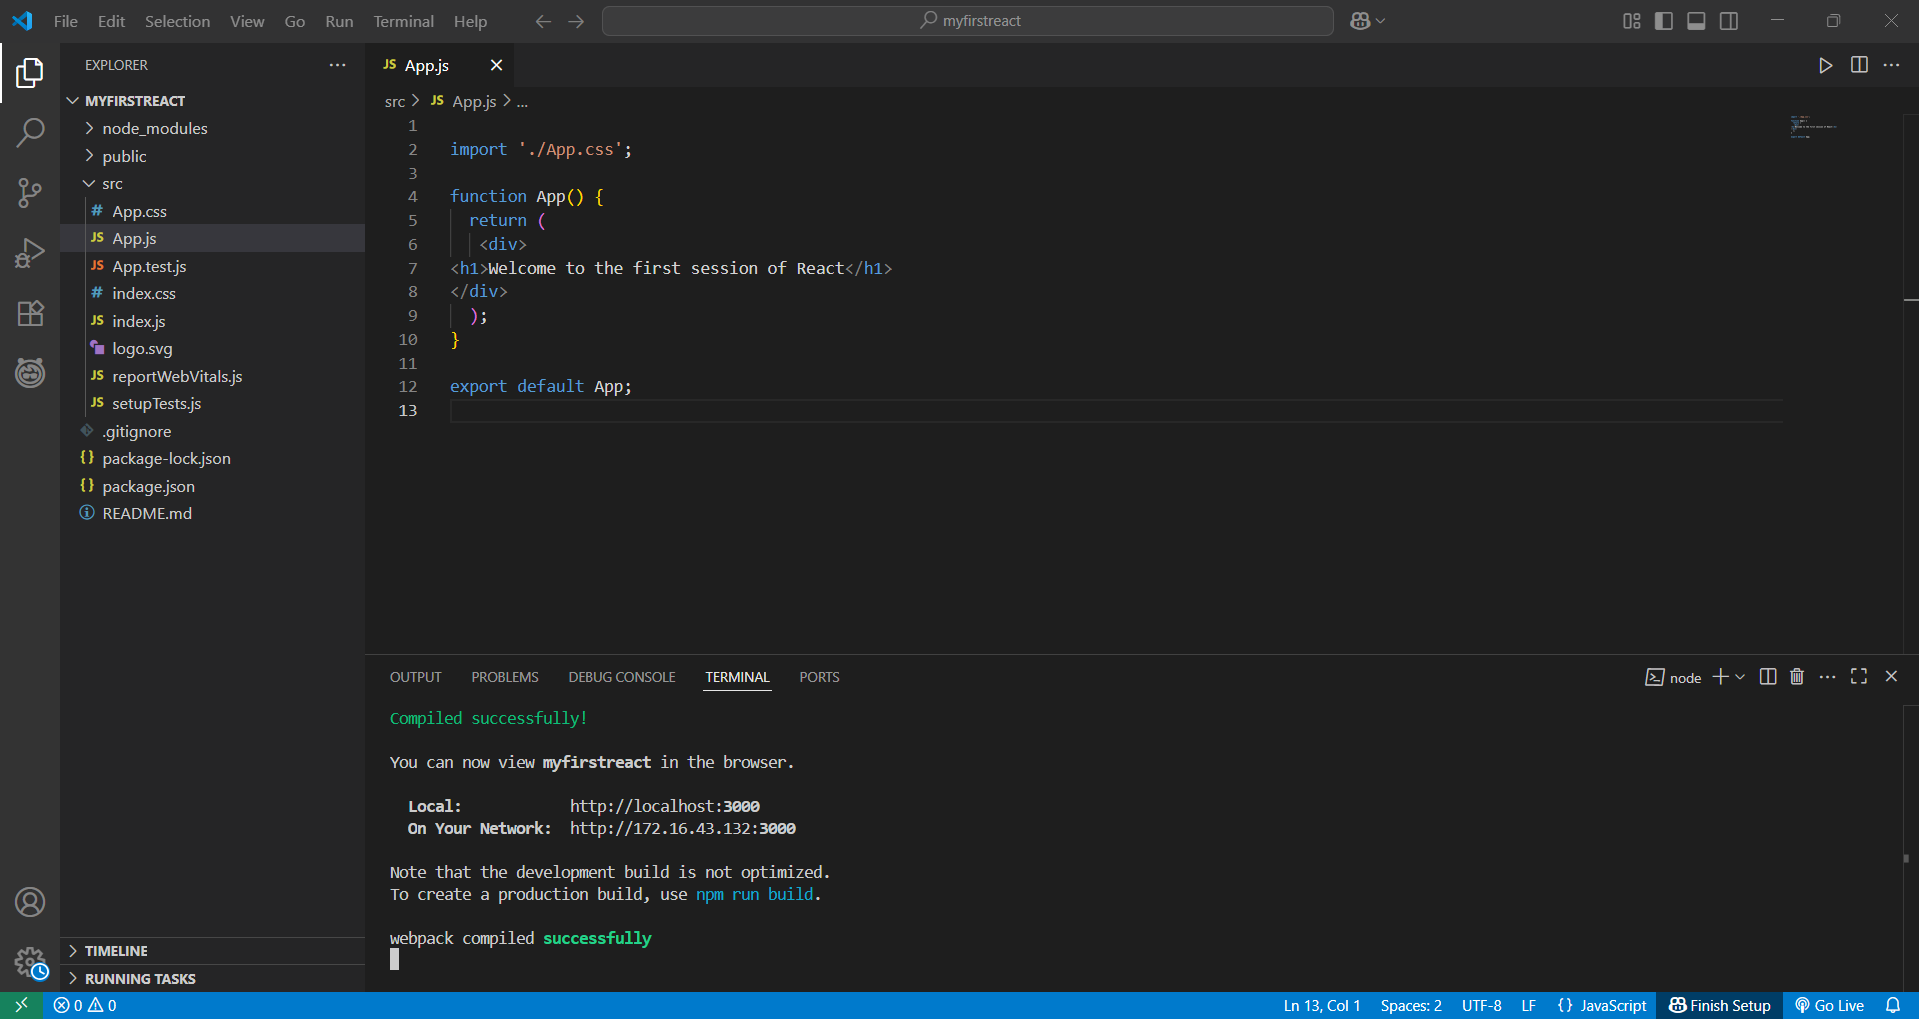 File Edit Selection View Go Run Terminal Help
myfirstreact
EXPLORER
MYFIRSTREACT
node_modules
public
src
# App.css
JS App.js
JS App.test.js
# index.css
JS index.js
logo.svg
JS reportWebVitals.js
JS setupTests.js
.gitignore
{} package-lock.json
{} package.json
README.md
TIMELINE
RUNNING TASKS
JS App.js
src > JS App.js > ...
1
2 import './App.css';
3
4 function App() {
5 return (
6 <div>
7 <h1>Welcome to the first session of React</h1>
8 </div>
9 );
10 }
11
12 export default App;
13
OUTPUT PROBLEMS DEBUG CONSOLE TERMINAL PORTS
node
Compiled successfully!
You can now view myfirstreact in the browser.
Local: http://localhost:3000
On Your Network: http://172.16.43.132:3000
Note that the development build is not optimized.
To create a production build, use npm run build.
webpack compiled successfully
0 0 Ln 13, Col 1 Spaces: 2 UTF-8 LF {} JavaScript Finish Setup Go Live